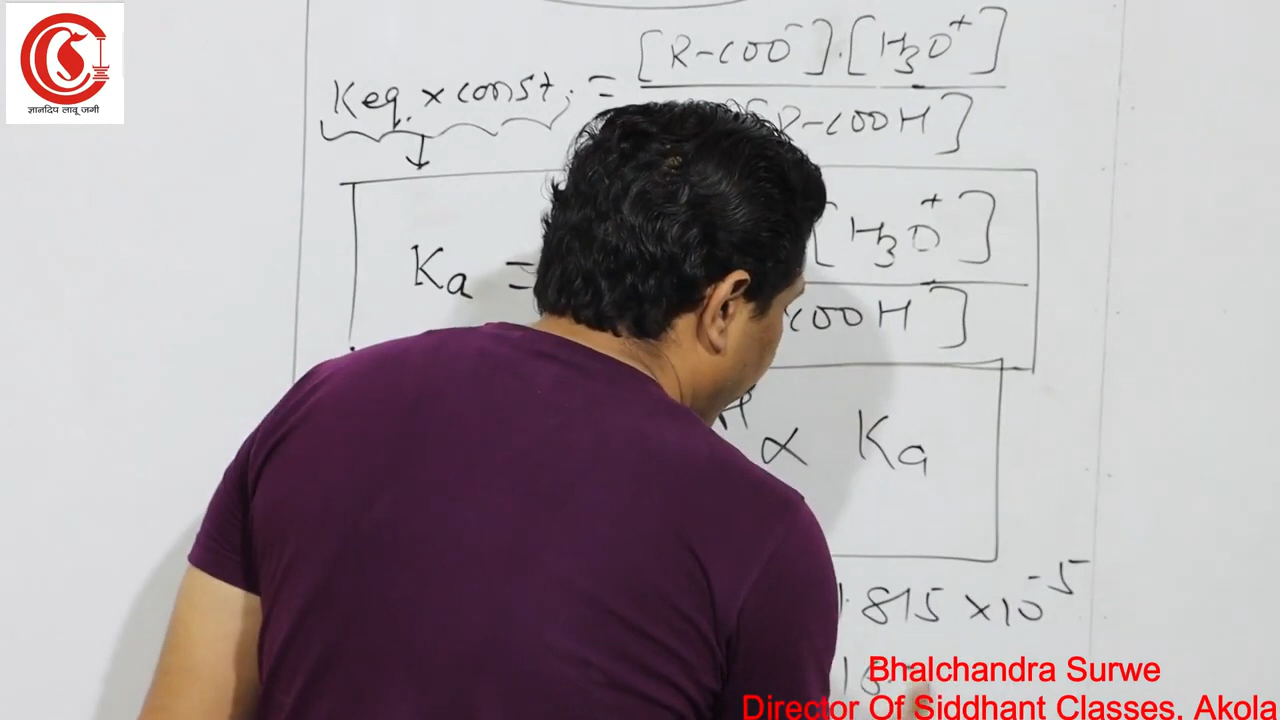 ज्ञानदिप लावू जगी
Keq. x const. = [R-COO⁻].[H₃O⁺]
[R-COOH]
Ka = [H₃O⁺]
COOH]
∝ Ka
1.815 x 10⁻⁵
Bhalchandra Surwe
Director Of Siddhant Classes, Akola